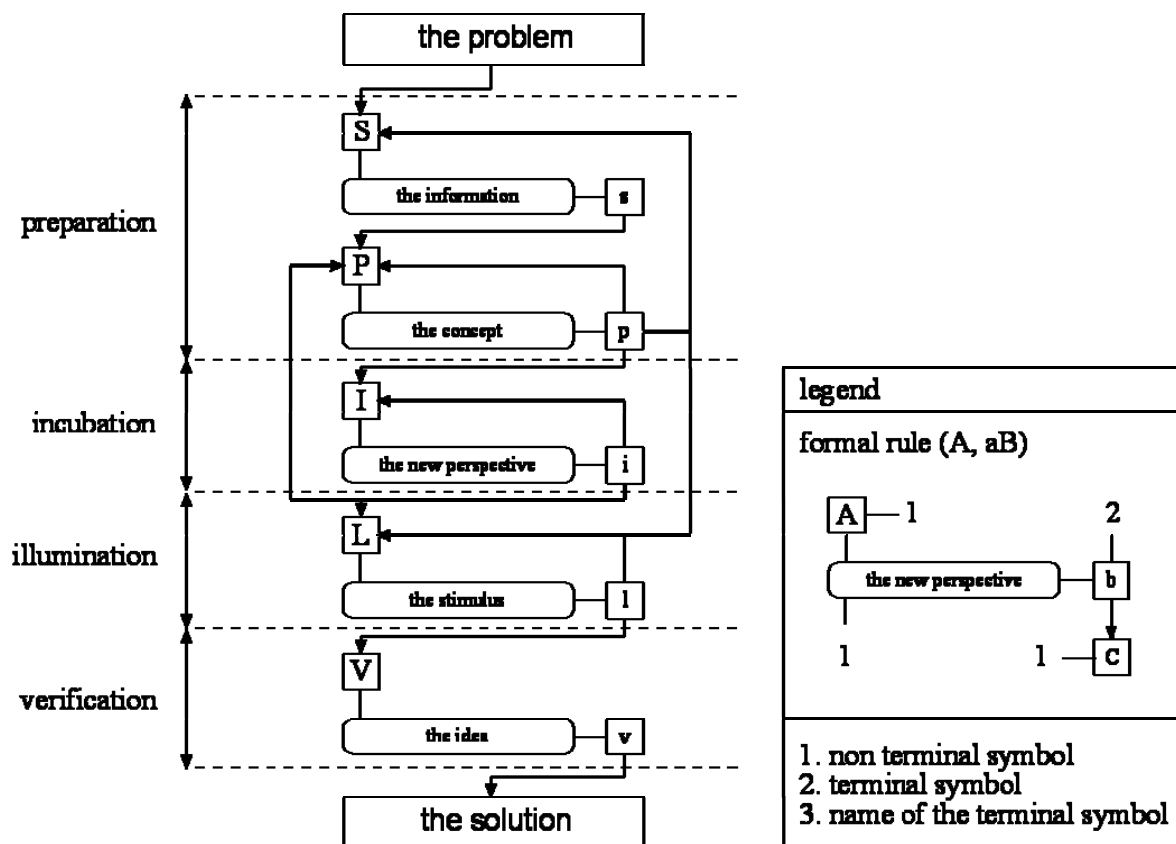 the problem
S
the information
s
preparation
P
the concept
p
I
incubation
the new perspective
i
L
illumination
the stimulus
l
V
verification
the idea
v
the solution
legend
formal rule (A, aB)
A
1
2
the new perspective
b
1
1
C
1. non terminal symbol
2. terminal symbol
3. name of the terminal symbol